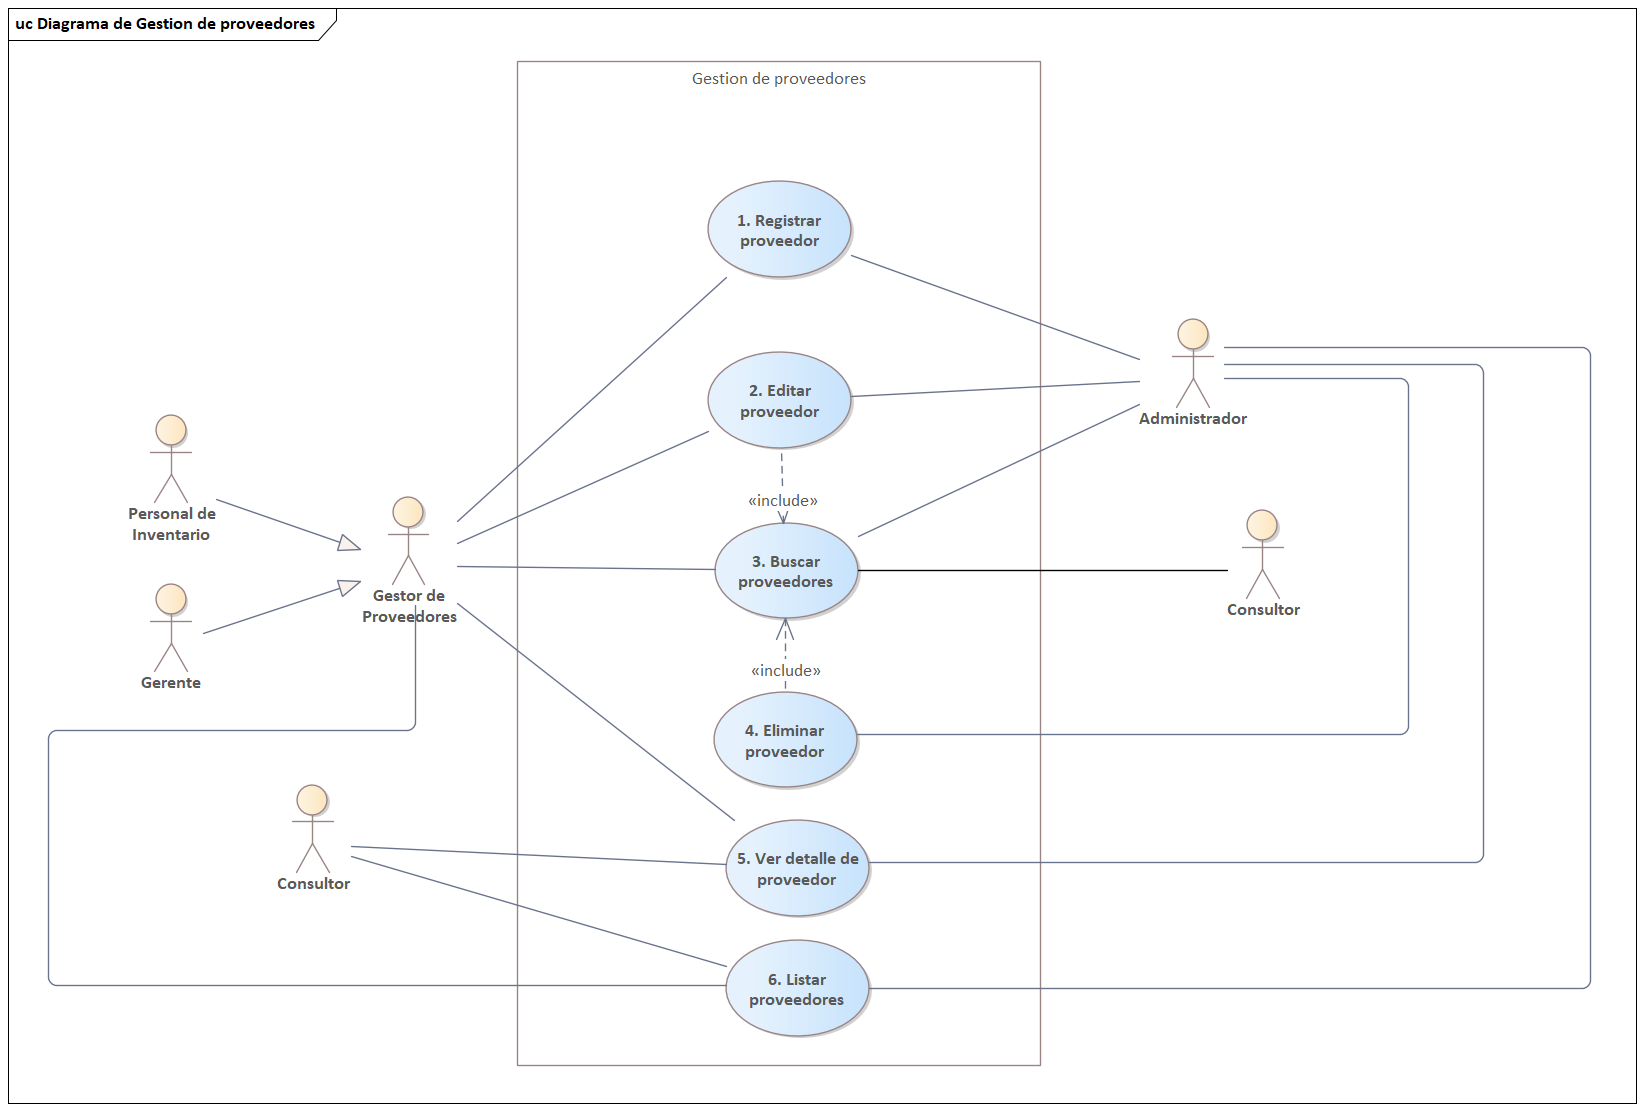 uc Diagrama de Gestion de proveedores
Gestion de proveedores
1. Registrar
proveedor
2. Editar
proveedor
Administrador
«include»
Personal de
Inventario
3. Buscar
proveedores
Gestor de
Proveedores
Consultor
Gerente
«include»
4. Eliminar
proveedor
5. Ver detalle de
proveedor
Consultor
6. Listar
proveedores